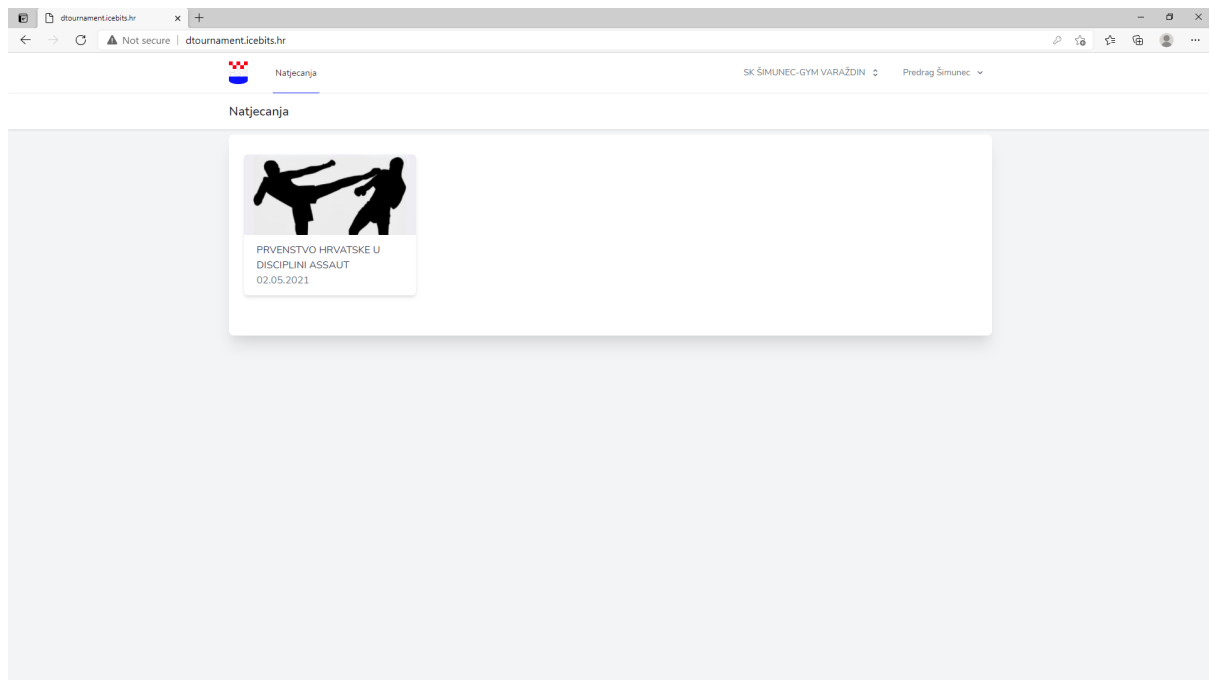 dtournament.icebits.hr
Not secure | dtournament.icebits.hr
Natjecanja
SK ŠIMUNEC-GYM VARAŽDIN
Predrag Šimunec
Natjecanja
PRVENSTVO HRVATSKE U
DISCIPLINI ASSAUT
02.05.2021